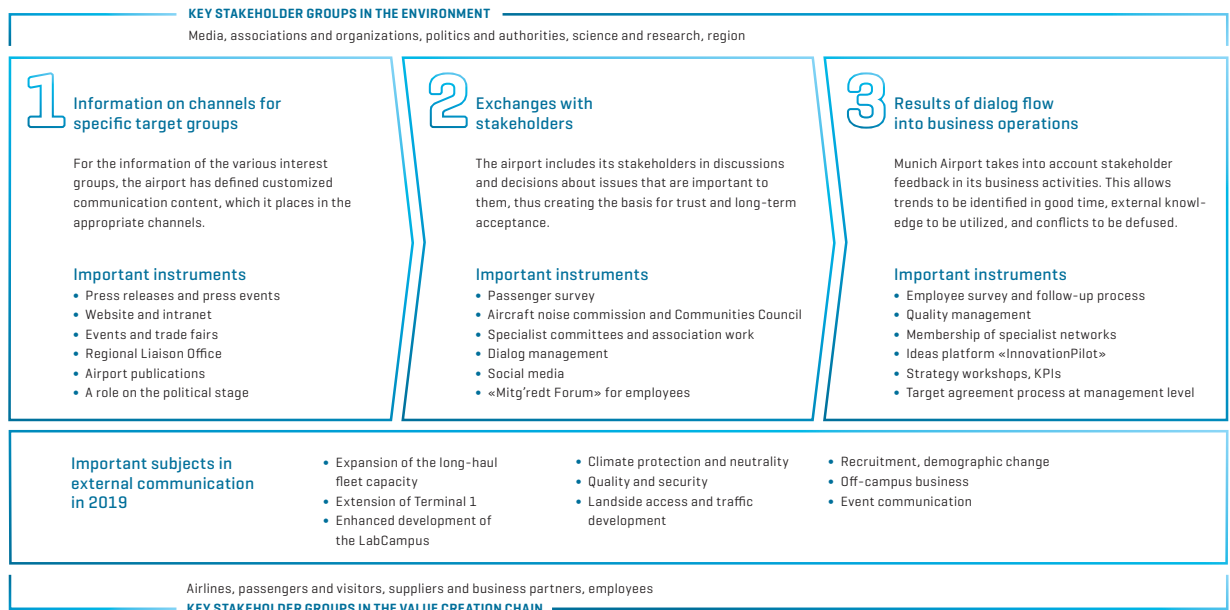 KEY STAKEHOLDER GROUPS IN THE ENVIRONMENT
Media, associations and organizations, politics and authorities, science and research, region
1
Information on channels for
specific target groups
For the information of the various interest
groups, the airport has defined customized
communication content, which it places in the
appropriate channels.
Important instruments
• Press releases and press events
• Website and intranet
• Events and trade fairs
• Regional Liaison Office
• Airport publications
• A role on the political stage
2
Exchanges with
stakeholders
The airport includes its stakeholders in discussions
and decisions about issues that are important to
them, thus creating the basis for trust and long-term
acceptance.
Important instruments
• Passenger survey
• Aircraft noise commission and Communities Council
• Specialist committees and association work
• Dialog management
• Social media
• «Mitg'redt Forum» for employees
3
Results of dialog flow
into business operations
Munich Airport takes into account stakeholder
feedback in its business activities. This allows
trends to be identified in good time, external knowl-
edge to be utilized, and conflicts to be defused.
Important instruments
• Employee survey and follow-up process
• Quality management
• Membership of specialist networks
• Ideas platform «InnovationPilot»
• Strategy workshops, KPIs
• Target agreement process at management level
Important subjects in
external communication
in 2019
• Expansion of the long-haul
fleet capacity
• Extension of Terminal 1
• Enhanced development of
the LabCampus
• Climate protection and neutrality
• Quality and security
• Landside access and traffic
development
• Recruitment, demographic change
• Off-campus business
• Event communication
Airlines, passengers and visitors, suppliers and business partners, employees
KEY STAKEHOLDER GROUPS IN THE VALUE CREATION CHAIN